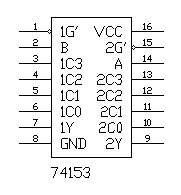 1 1G' VCC 16
2 B 2G' 15
3 1C3 A 14
4 1C2 2C3 13
5 1C1 2C2 12
6 1C0 2C1 11
7 1Y 2C0 10
8 GND 2Y 9
74153